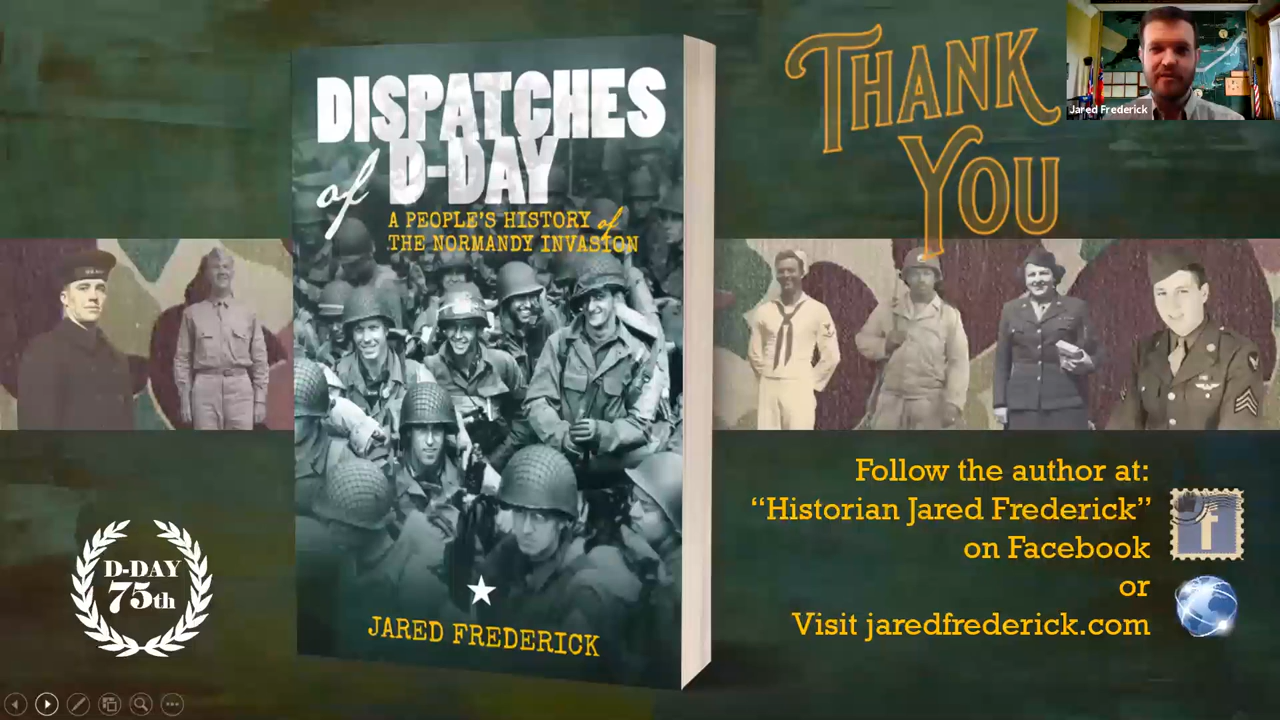 DISPATCHES
of D-DAY
A PEOPLE'S HISTORY of
THE NORMANDY INVASION
JARED FREDERICK
THANK
YOU
Jared Frederick
Follow the author at:
“Historian Jared Frederick”
on Facebook
or
Visit jaredfrederick.com
f
D-DAY
75th